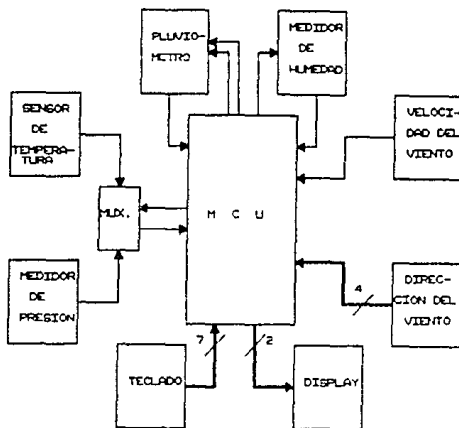 PLUVIO-
METRO
MEDIDOR
DE
HUMEDAD
SENSOR
DE
TEMPERA-
TURA
VELOCI-
DAD DEL
VIENTO
MUX.
M C U
MEDIDOR
DE
PRESION
4
DIREC-
CION DEL
VIENTO
7
2
TECLADO
DISPLAY